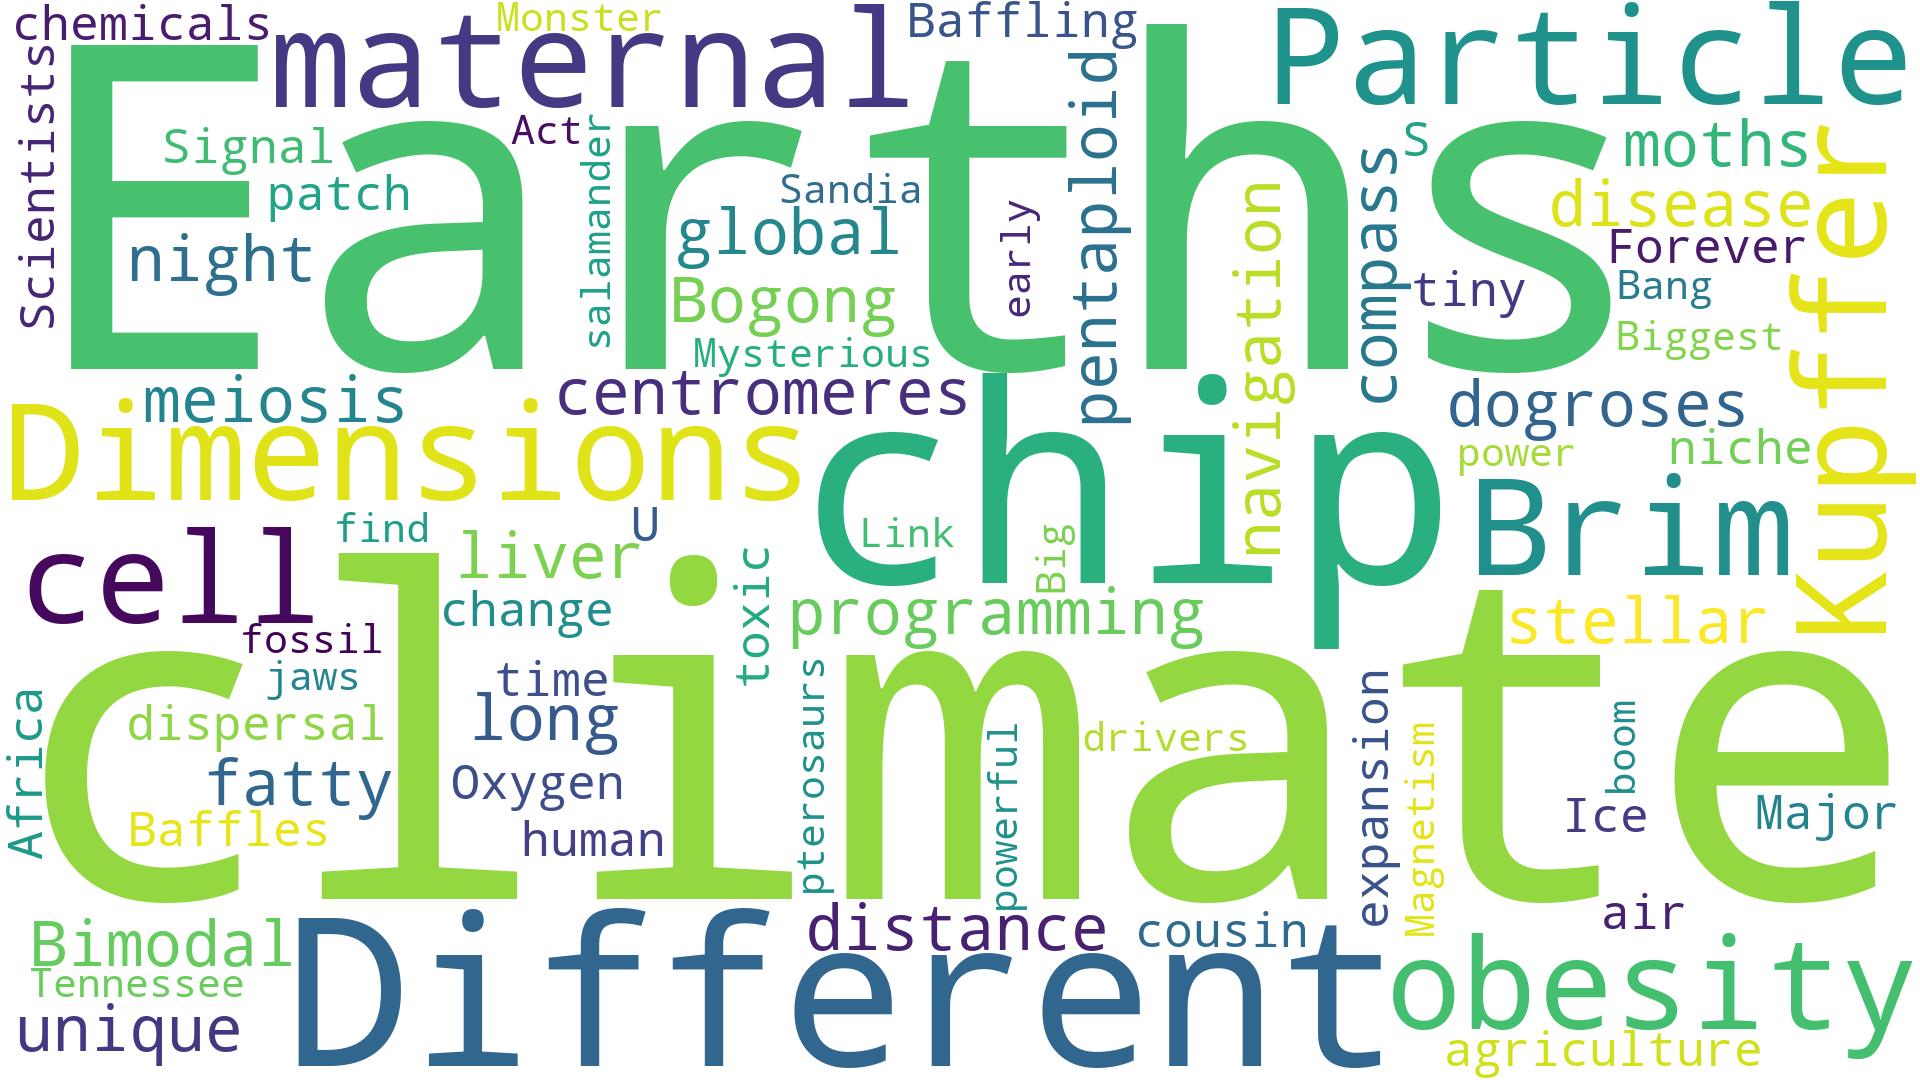 chemicals
Monster
maternal
Baffling
Particle
Scientists
Earths
Signal
Act
salamander
pentaploid
S
moths
Kupffer
patch
Sandia
compass
disease
night
global
early
navigation
Forever
Bogong
tiny
Bang
Mysterious
Biggest
meiosis
centromeres
dogroses
Dimensions
chip
power
niche
cell
find
U
liver
Link
Big
Brim
climate
change
toxic
programming
stellar
fossil
jaws
time
Africa
dispersal
long
pterosaurs
powerful
drivers
expansion
Magnetism
boom
fatty
Oxygen
Ice
Major
Baffles
human
air
Bimodal
Different
distance
cousin
obesity
Tennessee
unique
agriculture